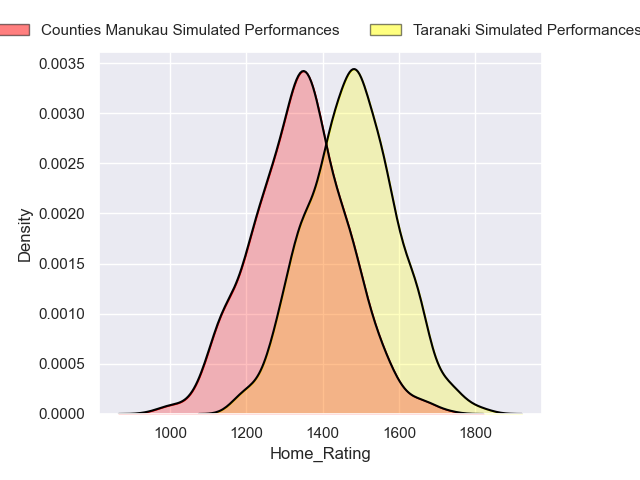 Counties Manukau Simulated Performances Taranaki Simulated Performances
0.0035
0.0030
0.0025
0.0020
0.0015
0.0010
0.0005
0.0000
Density
1000 1200 1400 1600 1800
Home_Rating